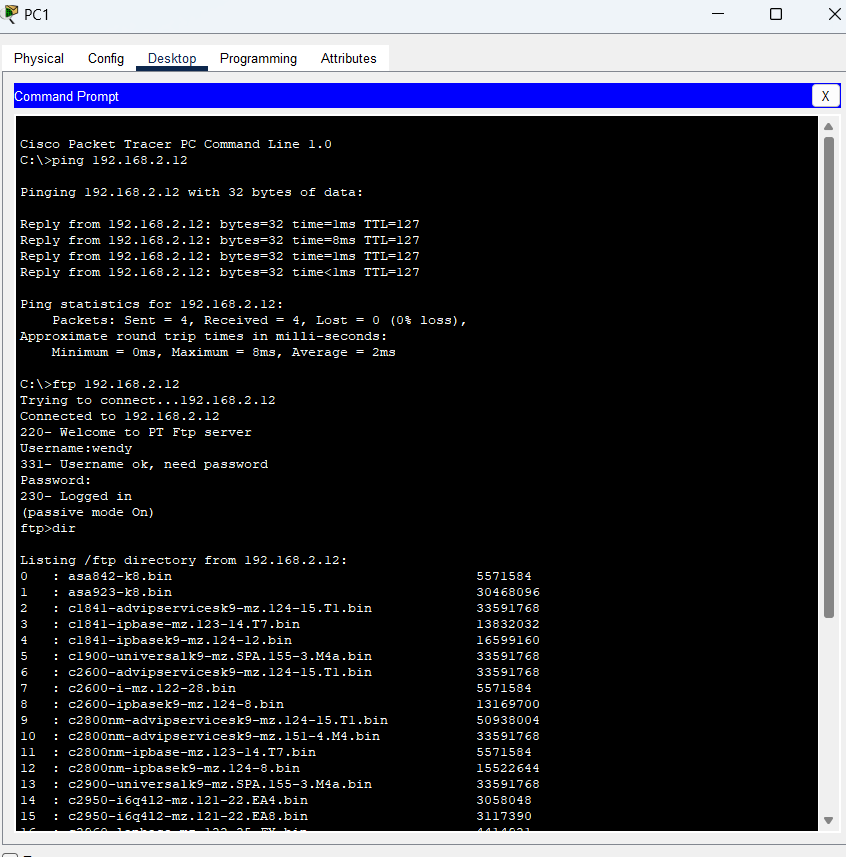 PC1
Physical Config Desktop Programming Attributes
Command Prompt X
Cisco Packet Tracer PC Command Line 1.0
C:\>ping 192.168.2.12
Pinging 192.168.2.12 with 32 bytes of data:
Reply from 192.168.2.12: bytes=32 time=1ms TTL=127
Reply from 192.168.2.12: bytes=32 time=8ms TTL=127
Reply from 192.168.2.12: bytes=32 time=1ms TTL=127
Reply from 192.168.2.12: bytes=32 time<1ms TTL=127
Ping statistics for 192.168.2.12:
    Packets: Sent = 4, Received = 4, Lost = 0 (0% loss),
Approximate round trip times in milli-seconds:
    Minimum = 0ms, Maximum = 8ms, Average = 2ms
C:\>ftp 192.168.2.12
Trying to connect...192.168.2.12
Connected to 192.168.2.12
220- Welcome to PT Ftp server
Username:wendy
331- Username ok, need password
Password:
230- Logged in
(passive mode On)
ftp>dir
Listing /ftp directory from 192.168.2.12:
0   : asa842-k8.bin                                      5571584
1   : asa923-k8.bin                                      30468096
2   : c1841-advipservicesk9-mz.124-15.T1.bin             33591768
3   : c1841-ipbase-mz.123-14.T7.bin                      13832032
4   : c1841-ipbasek9-mz.124-12.bin                       16599160
5   : c1900-universalk9-mz.SPA.155-3.M4a.bin             33591768
6   : c2600-advipservicesk9-mz.124-15.T1.bin             33591768
7   : c2600-i-mz.122-28.bin                              5571584
8   : c2600-ipbasek9-mz.124-8.bin                        13169700
9   : c2800nm-advipservicesk9-mz.124-15.T1.bin           50938004
10  : c2800nm-advipservicesk9-mz.151-4.M4.bin            33591768
11  : c2800nm-ipbase-mz.123-14.T7.bin                    5571584
12  : c2800nm-ipbasek9-mz.124-8.bin                      15522644
13  : c2900-universalk9-mz.SPA.155-3.M4a.bin             33591768
14  : c2950-i6q4l2-mz.121-22.EA4.bin                     3058048
15  : c2950-i6q4l2-mz.121-22.EA8.bin                     3117390